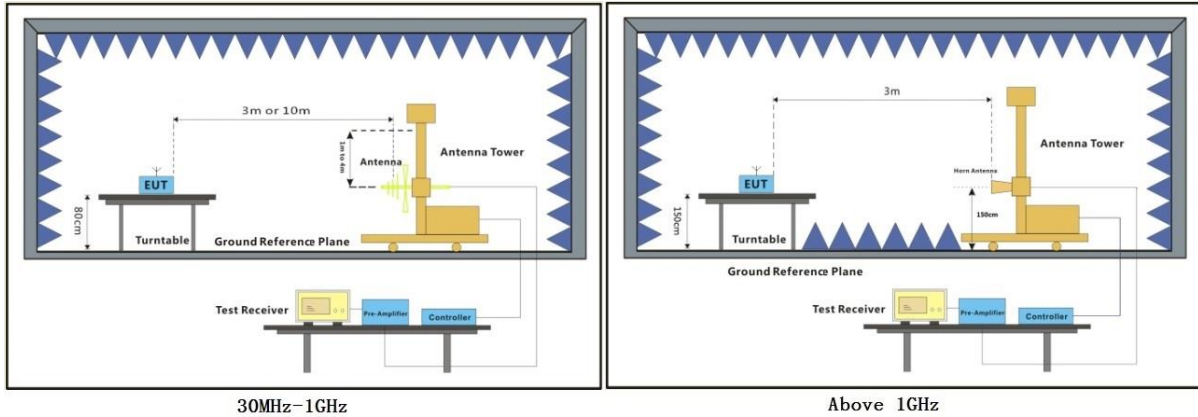 3m or 10m
1m to 4m
Antenna
Antenna Tower
EUT
80cm
Turntable
Ground Reference Plane
Test Receiver
Pre-Amplifier
Controller
30MHz-1GHz
3m
Antenna Tower
Horn Antenna
EUT
150cm
150cm
Turntable
Ground Reference Plane
Test Receiver
Pre-Amplifier
Controller
Above 1GHz